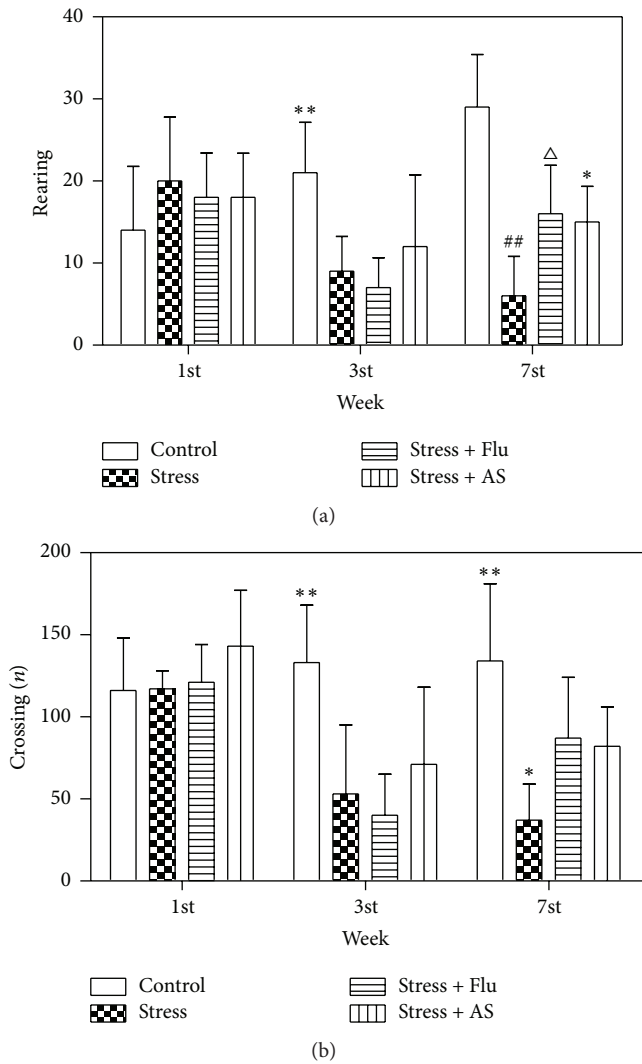 40
30
20
10
0
Rearing
**
##
△
*
1st 3st 7st
Week
Control
Stress
Stress + Flu
Stress + AS
(a)
200
150
100
50
0
Crossing (n)
**
**
*
1st 3st 7st
Week
Control
Stress
Stress + Flu
Stress + AS
(b)